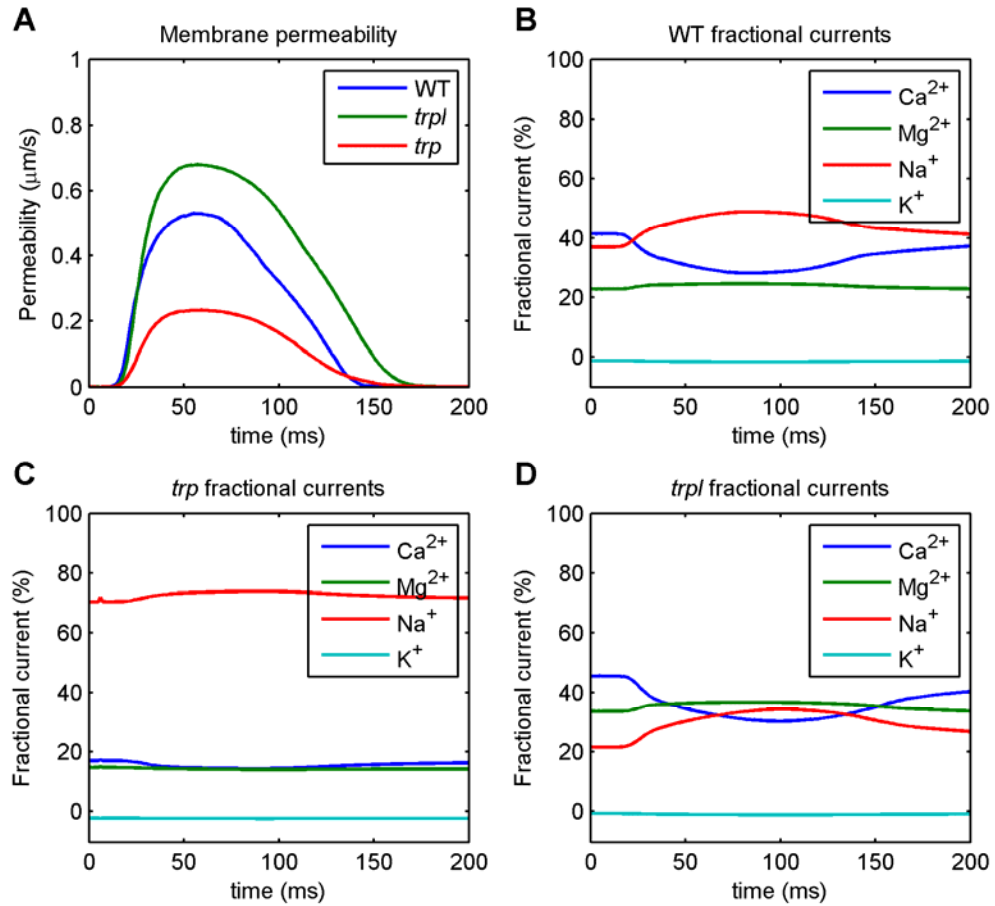 A
Membrane permeability
1
0.8
0.6
0.4
0.2
0
Permeability (μm/s)
WT
trpl
trp
0 50 100 150 200
time (ms)
B
WT fractional currents
100
80
60
40
20
0
Fractional current (%)
Ca²⁺
Mg²⁺
Na⁺
K⁺
0 50 100 150 200
time (ms)
C
trp fractional currents
100
80
60
40
20
0
Fractional current (%)
Ca²⁺
Mg²⁺
Na⁺
K⁺
0 50 100 150 200
time (ms)
D
trpl fractional currents
100
80
60
40
20
0
Fractional current (%)
Ca²⁺
Mg²⁺
Na⁺
K⁺
0 50 100 150 200
time (ms)